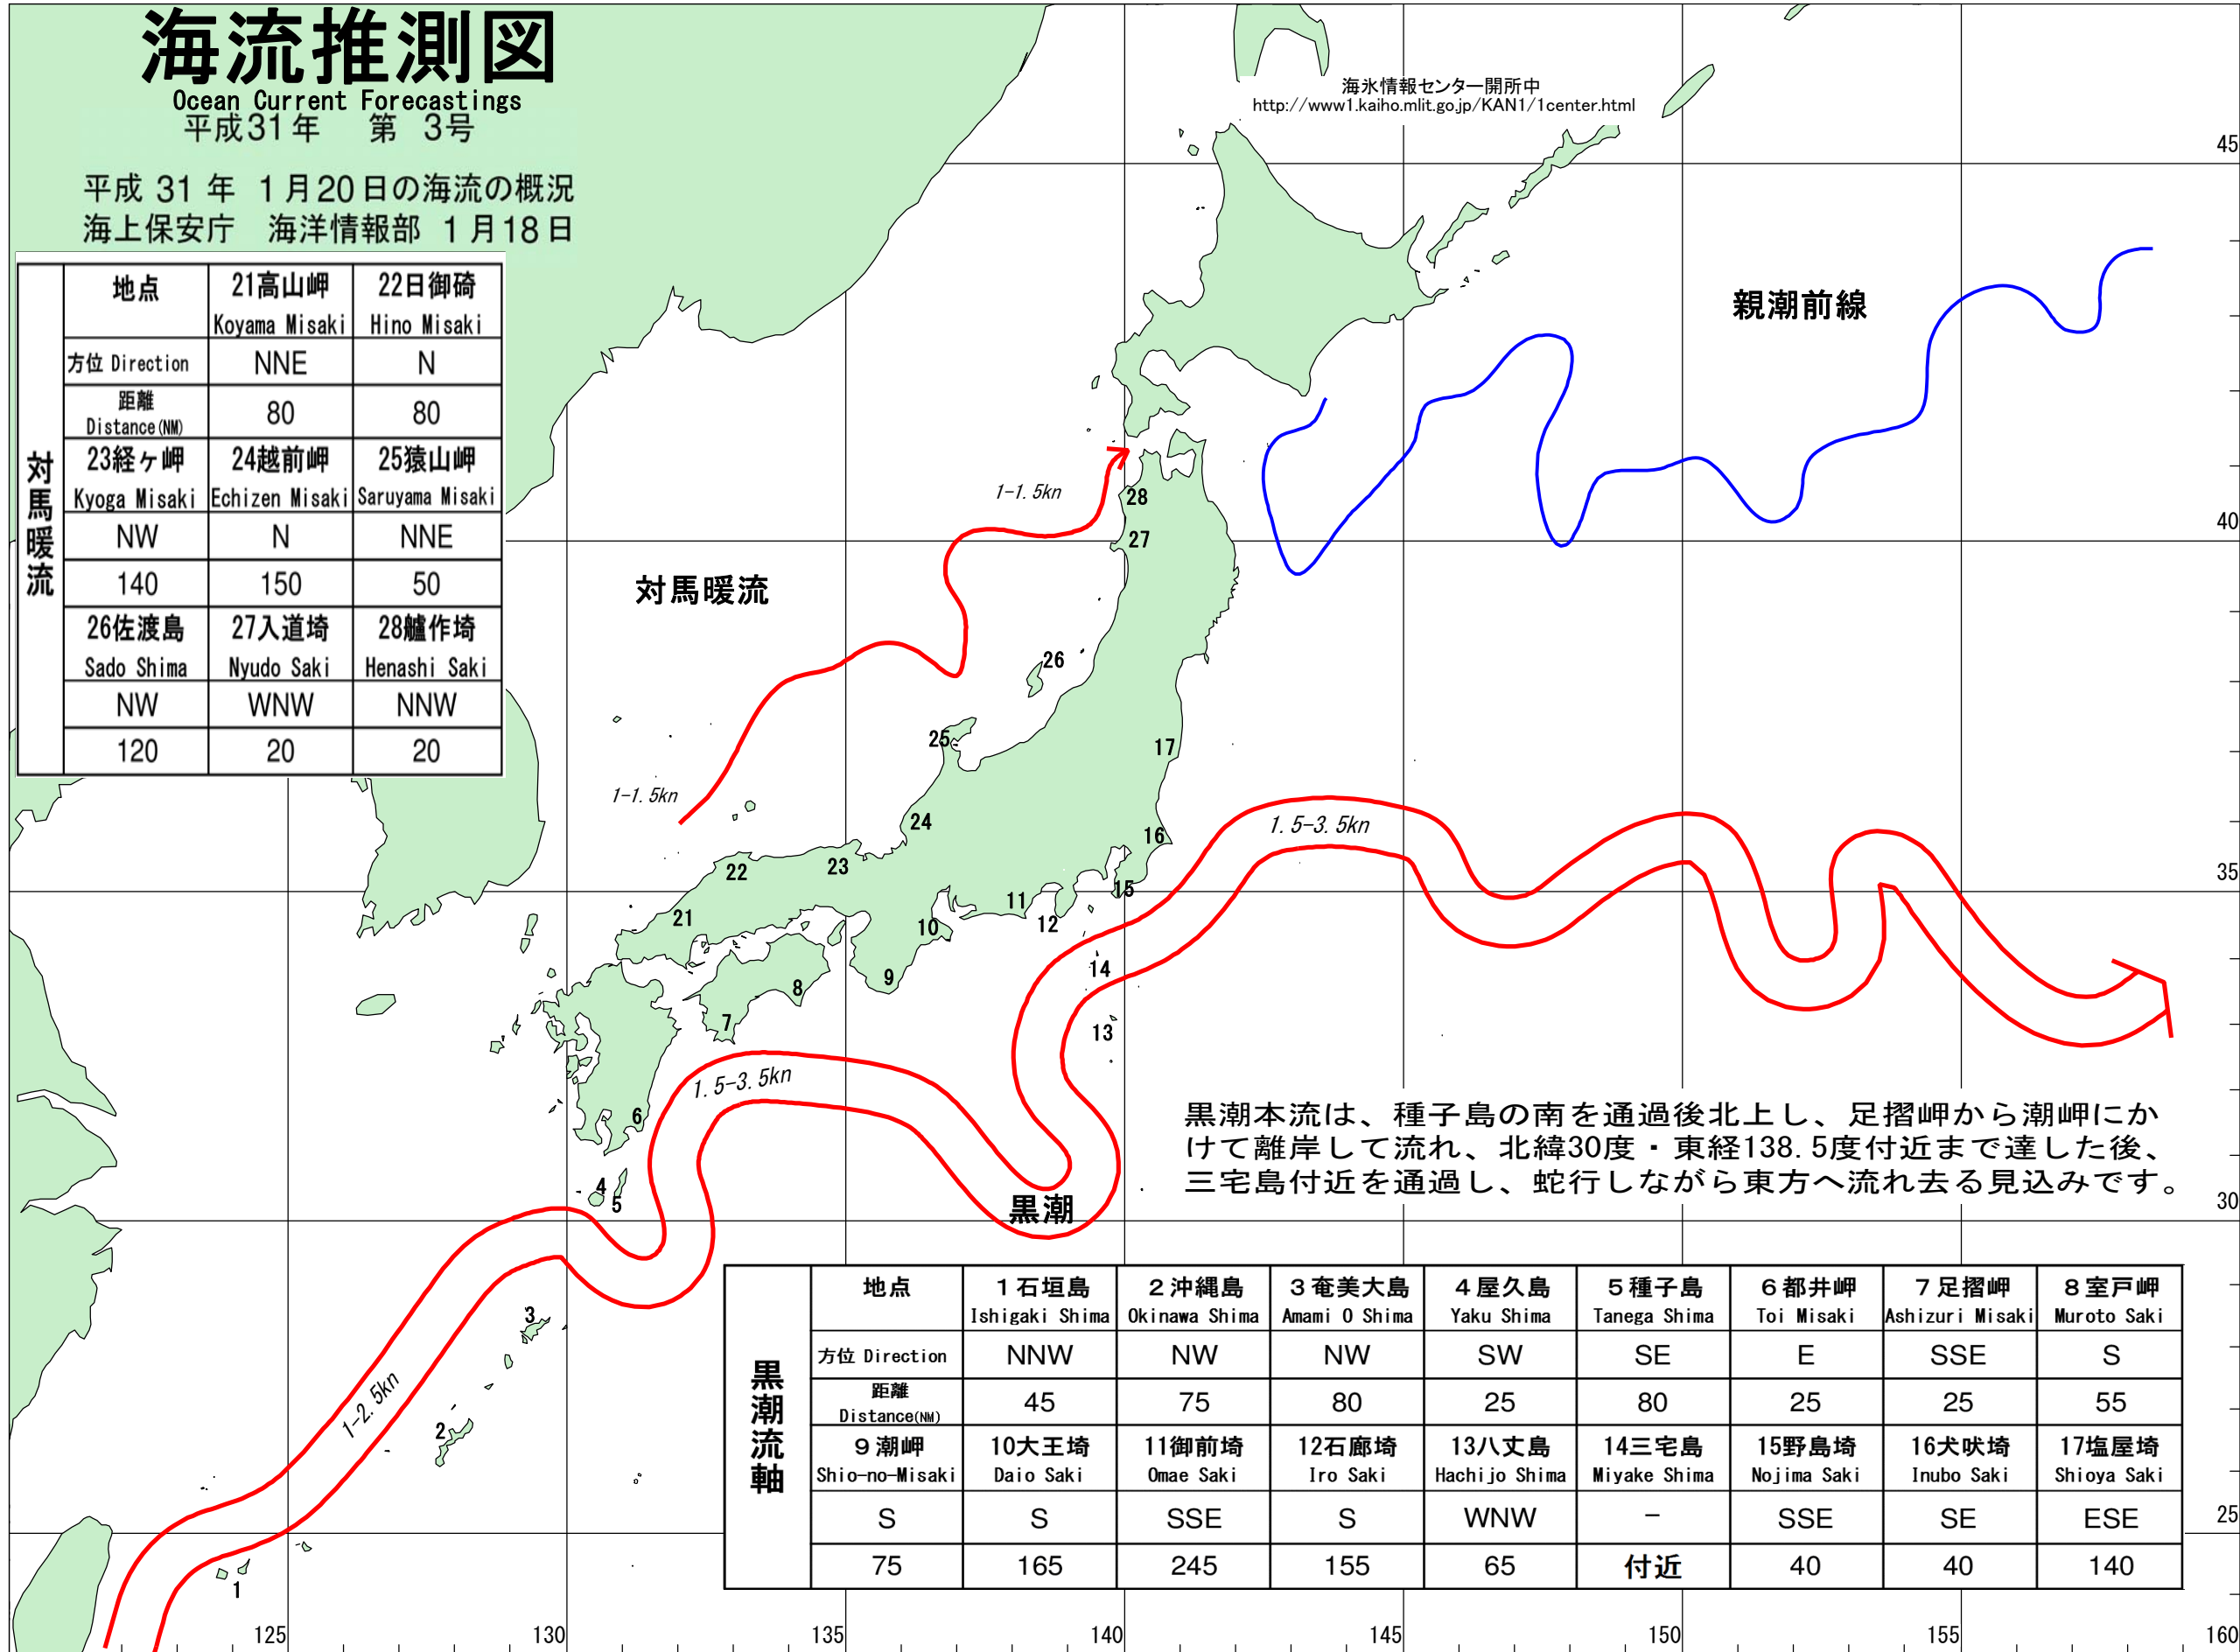 海流推測図
Ocean Current Forecastings
平成31年 第 3号
平成 31 年 1月20日の海流の概況
海上保安庁 海洋情報部 1月18日
海氷情報センター開所中
http://www1.kaiho.mlit.go.jp/KAN1/1center.html
対馬暖流
地点 21高山岬 22日御碕
Koyama Misaki Hino Misaki
方位 Direction NNE N
距離 Distance(NM) 80 80
23経ヶ岬 24越前岬 25猿山岬
Kyoga Misaki Echizen Misaki Saruyama Misaki
NW N NNE
140 150 50
26佐渡島 27入道埼 28艫作埼
Sado Shima Nyudo Saki Henashi Saki
NW WNW NNW
120 20 20
親潮前線
対馬暖流
1-1.5kn
1-1.5kn
28
27
26
25
17
24
16
22
23
15
11
21
10
12
14
9
8
7
13
1.5-3.5kn
1.5-3.5kn
6
4
5
黒潮
3
2
1-2.5kn
1
黒潮本流は、種子島の南を通過後北上し、足摺岬から潮岬にか
けて離岸して流れ、北緯30度・東経138.5度付近まで達した後、
三宅島付近を通過し、蛇行しながら東方へ流れ去る見込みです。
黒潮流軸
地点 1石垣島 2沖縄島 3奄美大島 4屋久島 5種子島 6都井岬 7足摺岬 8室戸岬
Ishigaki Shima Okinawa Shima Amami O Shima Yaku Shima Tanega Shima Toi Misaki Ashizuri Misaki Muroto Saki
方位 Direction NNW NW NW SW SE E SSE S
距離 Distance(NM) 45 75 80 25 80 25 25 55
9潮岬 10大王埼 11御前埼 12石廊埼 13八丈島 14三宅島 15野島埼 16犬吠埼 17塩屋埼
Shio-no-Misaki Daio Saki Omae Saki Iro Saki Hachijo Shima Miyake Shima Nojima Saki Inubo Saki Shioya Saki
S S SSE S WNW － SSE SE ESE
75 165 245 155 65 付近 40 40 140
45
40
35
30
25
125 130 135 140 145 150 155 160